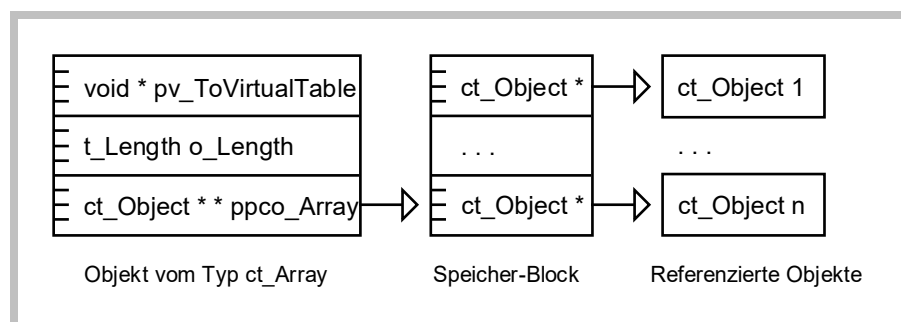 void * pv_ToVirtualTable
t_Length o_Length
ct_Object * * ppco_Array
ct_Object *
. . .
ct_Object *
ct_Object 1
. . .
ct_Object n
Objekt vom Typ ct_Array
Speicher-Block
Referenzierte Objekte